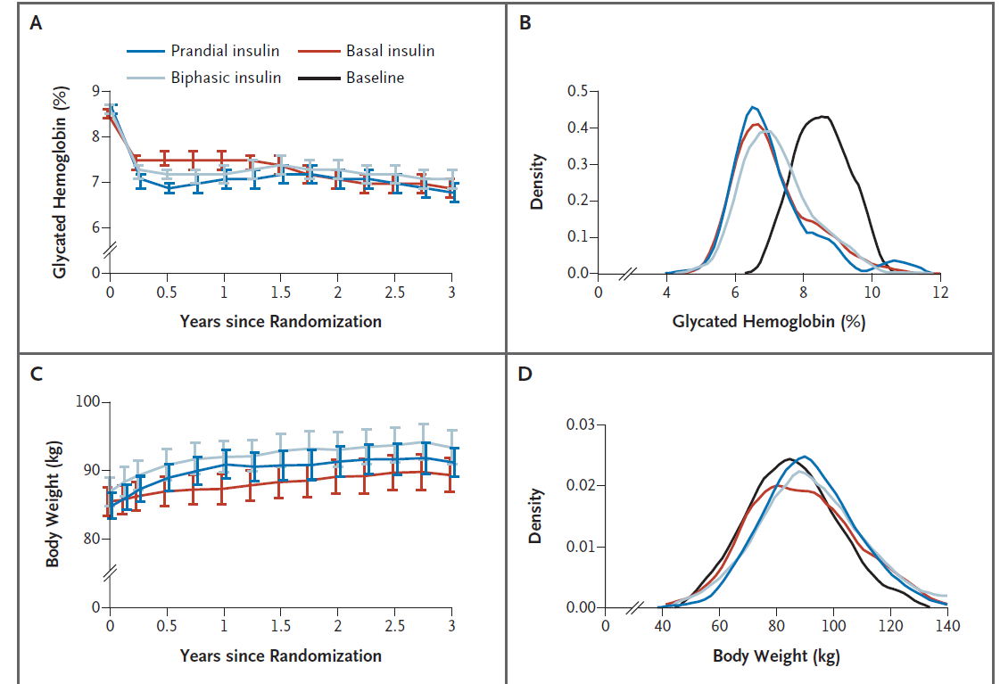 A
Prandial insulin
Basal insulin
Biphasic insulin
Baseline
Glycated Hemoglobin (%)
9
8
7
6
0
0 0.5 1 1.5 2 2.5 3
Years since Randomization
B
Density
0.5
0.4
0.3
0.2
0.1
0.0
0 4 6 8 10 12
Glycated Hemoglobin (%)
C
Body Weight (kg)
100
90
80
0
0 0.5 1 1.5 2 2.5 3
Years since Randomization
D
Density
0.03
0.02
0.01
0.00
0 40 60 80 100 120 140
Body Weight (kg)